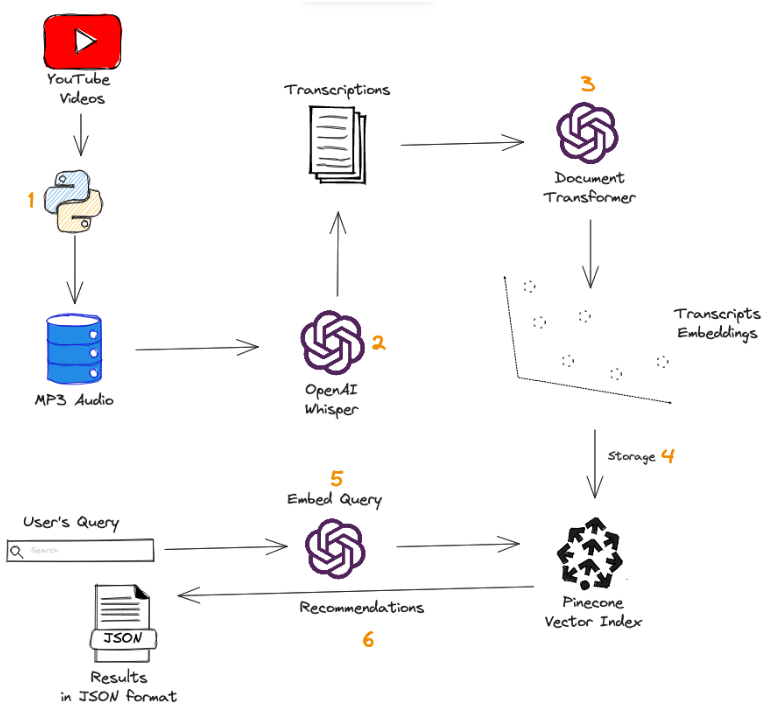 YouTube
Videos
1
MP3 Audio
2
OpenAI
Whisper
Transcriptions
3
Document
Transformer
Transcripts
Embeddings
Storage 4
5
Embed Query
User's Query
Search
Pinecone
Vector Index
Recommendations
6
JSON
Results
in JSON format